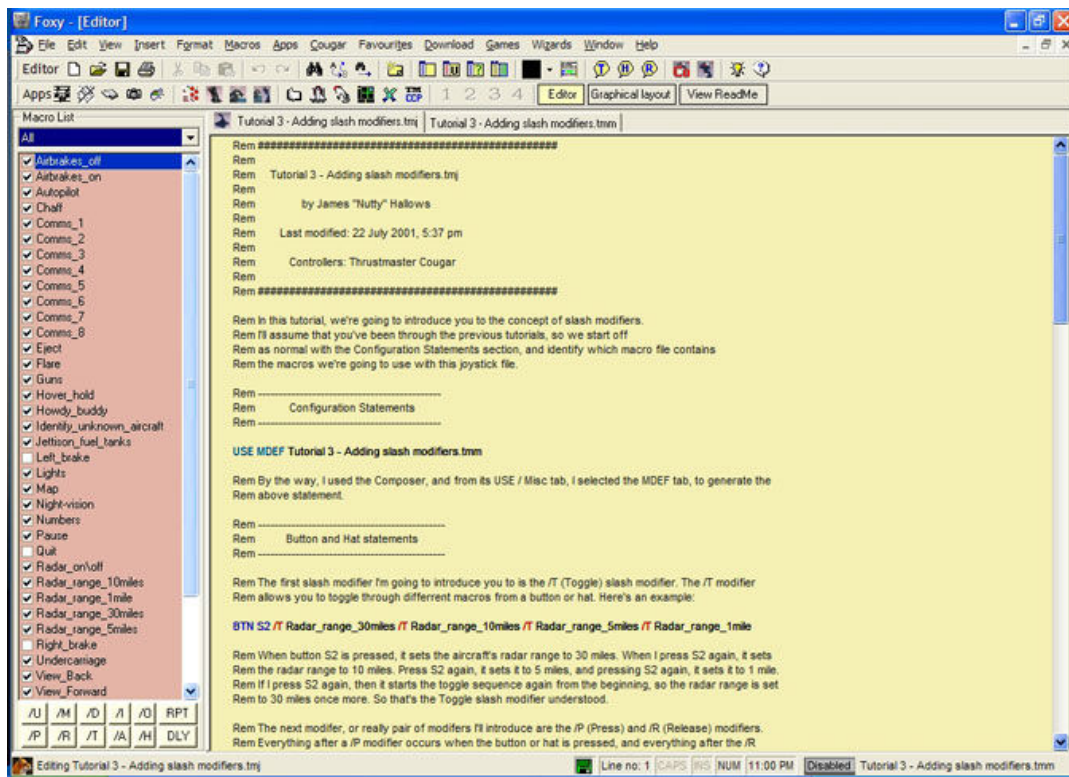 Foxy - [Editor]
File Edit View Insert Format Macros Apps Cougar Favourites Download Games Wizards Window Help
Editor
Apps 1 2 3 4 Editor Graphical layout View ReadMe
Macro List
All
Airbrakes_off
Airbrakes_on
Autopilot
Chaff
Comms_1
Comms_2
Comms_3
Comms_4
Comms_5
Comms_6
Comms_7
Comms_8
Eject
Flare
Guns
Hover_hold
Howdy_buddy
Identify_unknown_aircraft
Jettison_fuel_tanks
Left_brake
Lights
Map
Night-vision
Numbers
Pause
Quit
Radar_on\off
Radar_range_10miles
Radar_range_1mile
Radar_range_30miles
Radar_range_5miles
Right_brake
Undercarriage
View_Back
View_Forward
/U /M /D /I /O RPT
/P /R /T /A /H DLY
Tutorial 3 - Adding slash modifiers.tmj Tutorial 3 - Adding slash modifiers.tmm
Rem ##################################################
Rem
Rem Tutorial 3 - Adding slash modifiers.tmj
Rem
Rem by James "Nutty" Hallows
Rem
Rem Last modified: 22 July 2001, 5:37 pm
Rem
Rem Controllers: Thrustmaster Cougar
Rem
Rem ##################################################
Rem In this tutorial, we're going to introduce you to the concept of slash modifiers.
Rem I'll assume that you've been through the previous tutorials, so we start off
Rem as normal with the Configuration Statements section, and identify which macro file contains
Rem the macros we're going to use with this joystick file.
Rem -----------------------------------------------
Rem Configuration Statements
Rem -----------------------------------------------
USE MDEF Tutorial 3 - Adding slash modifiers.tmm
Rem By the way, I used the Composer, and from its USE / Misc tab, I selected the MDEF tab, to generate the
Rem above statement.
Rem ------------------------------------------------
Rem Button and Hat statements
Rem ------------------------------------------------
Rem The first slash modifier I'm going to introduce you to is the /T (Toggle) slash modifier. The /T modifier
Rem allows you to toggle through differrent macros from a button or hat. Here's an example:
BTN S2 /T Radar_range_30miles /T Radar_range_10miles /T Radar_range_5miles /T Radar_range_1mile
Rem When button S2 is pressed, it sets the aircraft's radar range to 30 miles. When I press S2 again, it sets
Rem the radar range to 10 miles. Press S2 again, it sets it to 5 miles, and pressing S2 again, it sets it to 1 mile.
Rem If I press S2 again, then it starts the toggle sequence again from the beginning, so the radar range is set
Rem to 30 miles once more. So that's the Toggle slash modifier understood.
Rem The next modifer, or really pair of modifers I'll introduce are the /P (Press) and /R (Release) modifiers.
Rem Everything after a /P modifier occurs when the button or hat is pressed, and everything after the /R
Editing Tutorial 3 - Adding slash modifiers.tmj Line no: 1 CAPS INS NUM 11:00 PM Disabled Tutorial 3 - Adding slash modifiers.tmm